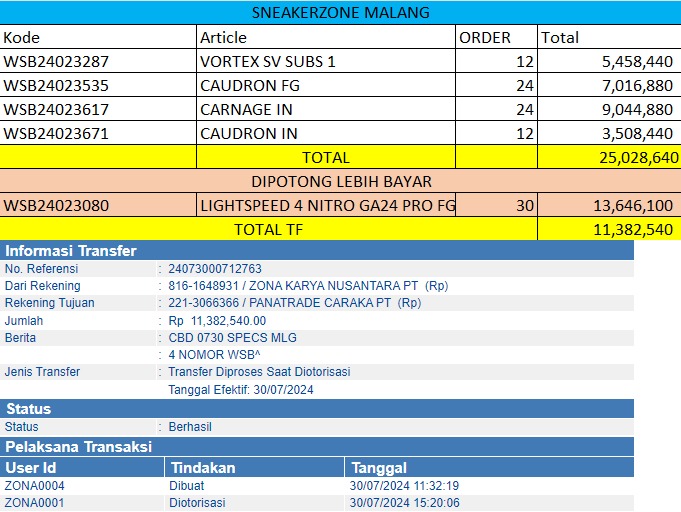 SNEAKERZONE MALANG
Kode Article ORDER Total
WSB24023287 VORTEX SV SUBS 1 12 5,458,440
WSB24023535 CAUDRON FG 24 7,016,880
WSB24023617 CARNAGE IN 24 9,044,880
WSB24023671 CAUDRON IN 12 3,508,440
TOTAL 25,028,640
DIPOTONG LEBIH BAYAR
WSB24023080 LIGHTSPEED 4 NITRO GA24 PRO FG 30 13,646,100
TOTAL TF 11,382,540
Informasi Transfer
No. Referensi : 24073000712763
Dari Rekening : 816-1648931 / ZONA KARYA NUSANTARA PT (Rp)
Rekening Tujuan : 221-3066366 / PANATRADE CARAKA PT (Rp)
Jumlah : Rp 11,382,540.00
Berita : CBD 0730 SPECS MLG
: 4 NOMOR WSB^
Jenis Transfer : Transfer Diproses Saat Diotorisasi
Tanggal Efektif: 30/07/2024
Status
Status : Berhasil
Pelaksana Transaksi
User Id Tindakan Tanggal
ZONA0004 Dibuat 30/07/2024 11:32:19
ZONA0001 Diotorisasi 30/07/2024 15:20:06